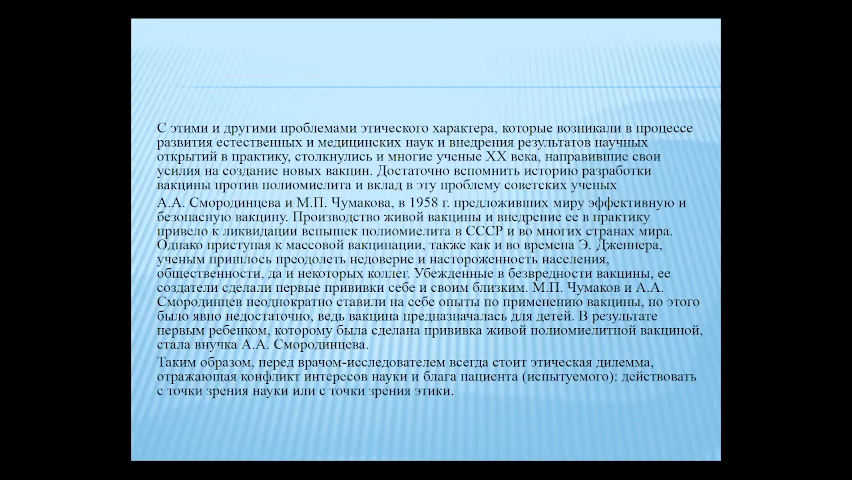 С этими и другими проблемами этического характера, которые возникали в процессе
развития естественных и медицинских наук и внедрения результатов научных
открытий в практику, столкнулись и многие ученые XX века, направившие свои
усилия на создание новых вакцин. Достаточно вспомнить историю разработки
вакцины против полиомиелита и вклад в эту проблему советских ученых
А.А. Смородинцева и М.П. Чумакова, в 1958 г. предложивших миру эффективную и
безопасную вакцину. Производство живой вакцины и внедрение ее в практику
привело к ликвидации вспышек полиомиелита в СССР и во многих странах мира.
Однако приступая к массовой вакцинации, также как и во времена Э. Дженнера,
ученым пришлось преодолеть недоверие и настороженность населения,
общественности, да и некоторых коллег. Убежденные в безвредности вакцины, ее
создатели сделали первые прививки себе и своим близким. М.П. Чумаков и А.А.
Смородинцев неоднократно ставили на себе опыты по применению вакцины, но этого
было явно недостаточно, ведь вакцина предназначалась для детей. В результате
первым ребенком, которому была сделана прививка живой полиомиелитной вакциной,
стала внучка А.А. Смородинцева.
Таким образом, перед врачом-исследователем всегда стоит этическая дилемма,
отражающая конфликт интересов науки и блага пациента (испытуемого): действовать
с точки зрения науки или с точки зрения этики.